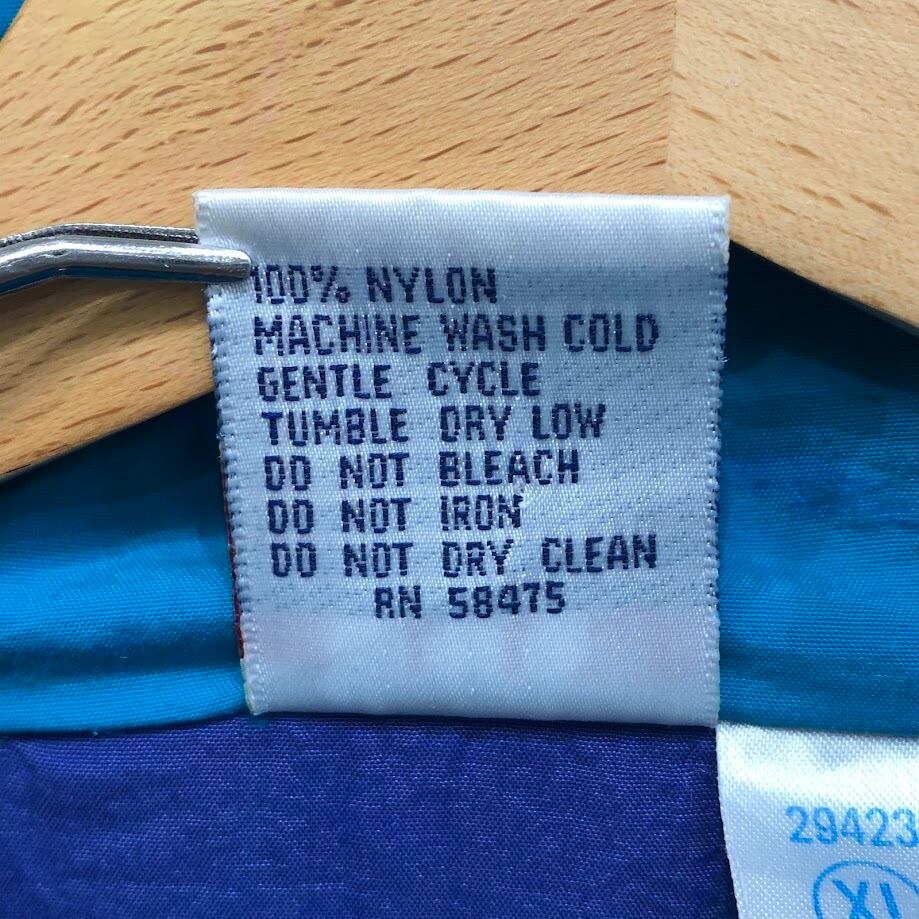 100% NYLON
MACHINE WASH COLD
GENTLE CYCLE
TUMBLE DRY LOW
DO NOT BLEACH
DO NOT IRON
DO NOT DRY CLEAN
RN 58475
29423
XL